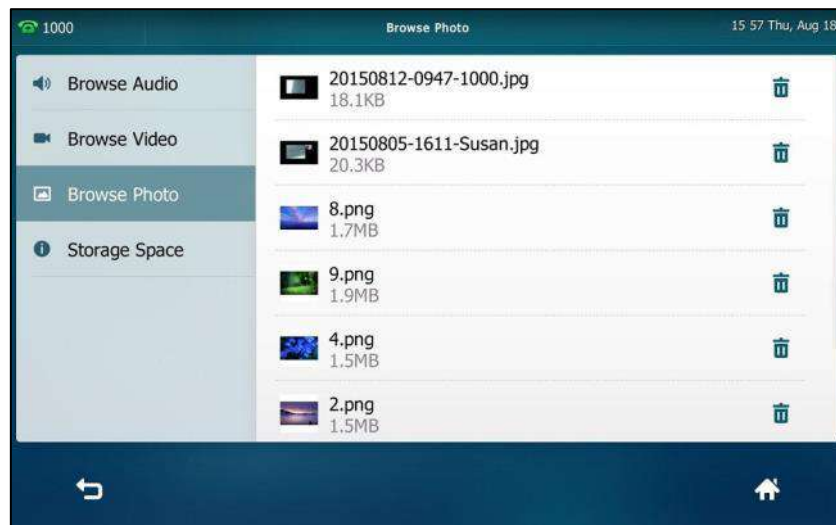 1000
Browse Photo
15 57 Thu, Aug 18
Browse Audio
Browse Video
Browse Photo
Storage Space
20150812-0947-1000.jpg
18.1KB
20150805-1611-Susan.jpg
20.3KB
8.png
1.7MB
9.png
1.9MB
4.png
1.5MB
2.png
1.5MB